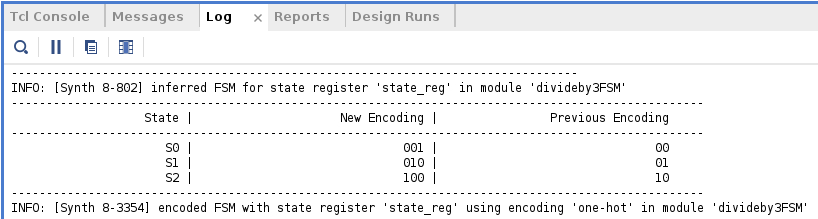 Tcl Console Messages Log × Reports Design Runs
--------------------------------------------------------------------------------
INFO: [Synth 8-802] inferred FSM for state register 'state_reg' in module 'divideby3FSM'
---------------------------------------------------------------------------------------------------
State | New Encoding | Previous Encoding
---------------------------------------------------------------------------------------------------
S0 | 001 | 00
S1 | 010 | 01
S2 | 100 | 10
---------------------------------------------------------------------------------------------------
INFO: [Synth 8-3354] encoded FSM with state register 'state_reg' using encoding 'one-hot' in module 'divideby3FSM'